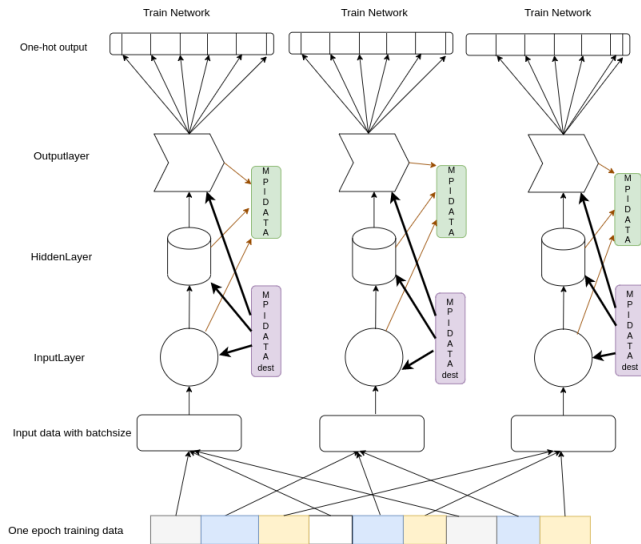 Train Network
Train Network
Train Network
One-hot output
Outputlayer
M
P
I
D
A
T
A
M
P
I
D
A
T
A
M
P
I
D
A
T
A
HiddenLayer
M
P
I
D
A
T
A
dest
M
P
I
D
A
T
A
dest
M
P
I
D
A
T
A
dest
InputLayer
Input data with batchsize
One epoch training data